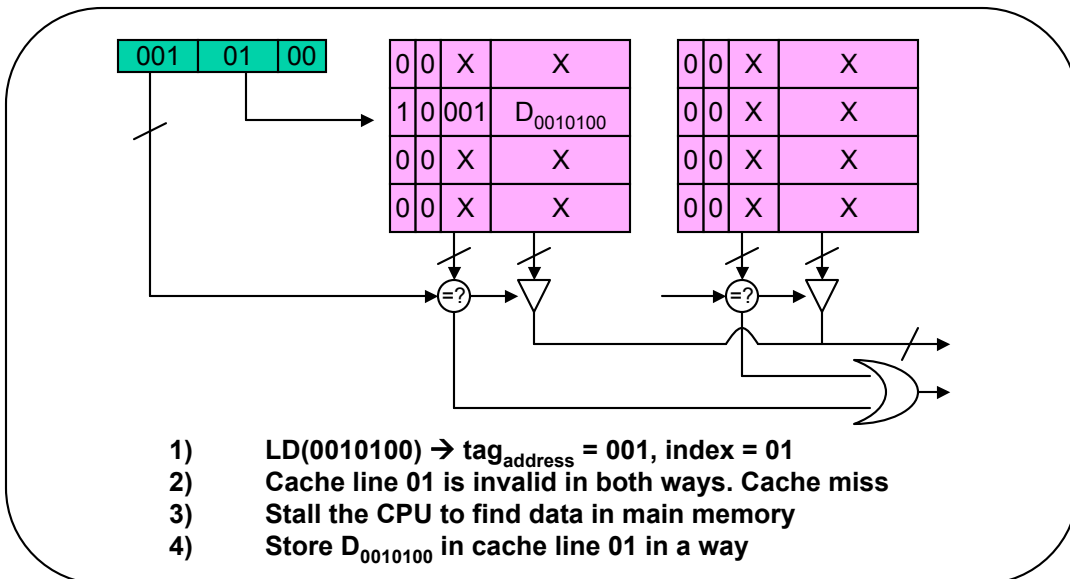 001 01 00
0 0 X X 0 0 X X
1 0 001 D0010100 0 0 X X
0 0 X X 0 0 X X
0 0 X X 0 0 X X
=? =?
1) LD(0010100) → tagaddress = 001, index = 01
2) Cache line 01 is invalid in both ways. Cache miss
3) Stall the CPU to find data in main memory
4) Store D0010100 in cache line 01 in a way